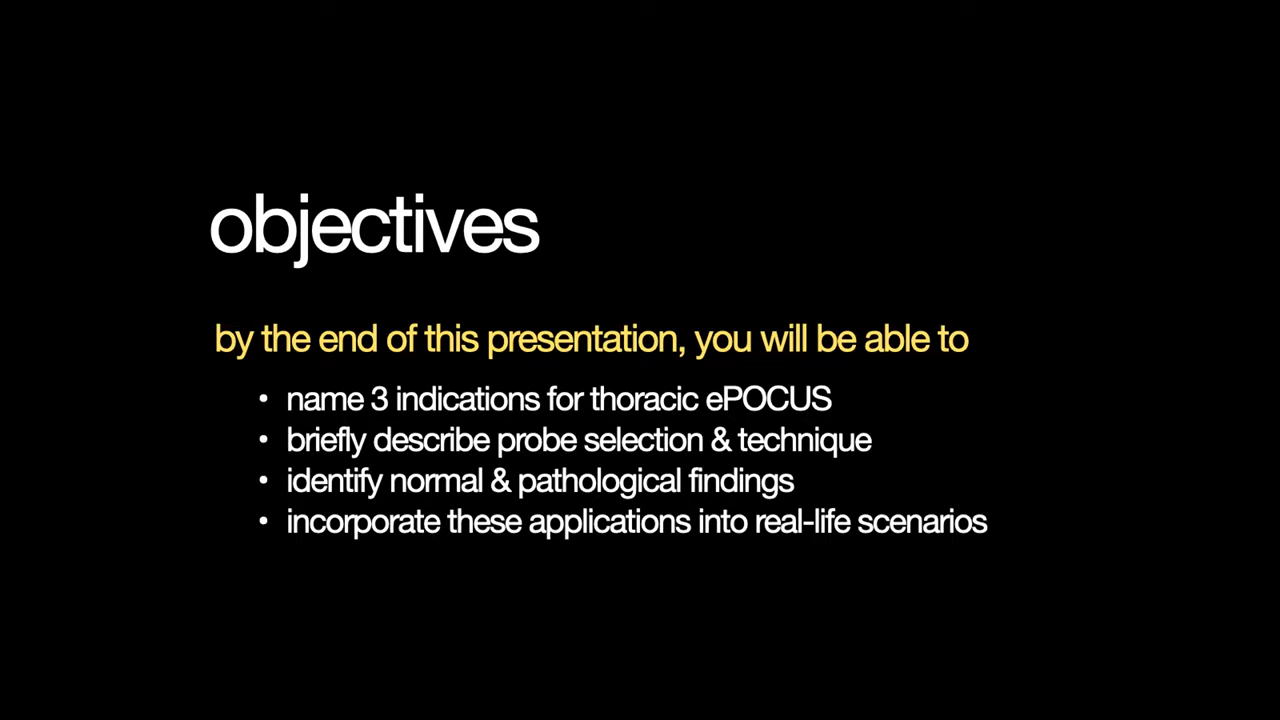 objectives
by the end of this presentation, you will be able to
• name 3 indications for thoracic ePOCUS
• briefly describe probe selection & technique
• identify normal & pathological findings
• incorporate these applications into real-life scenarios